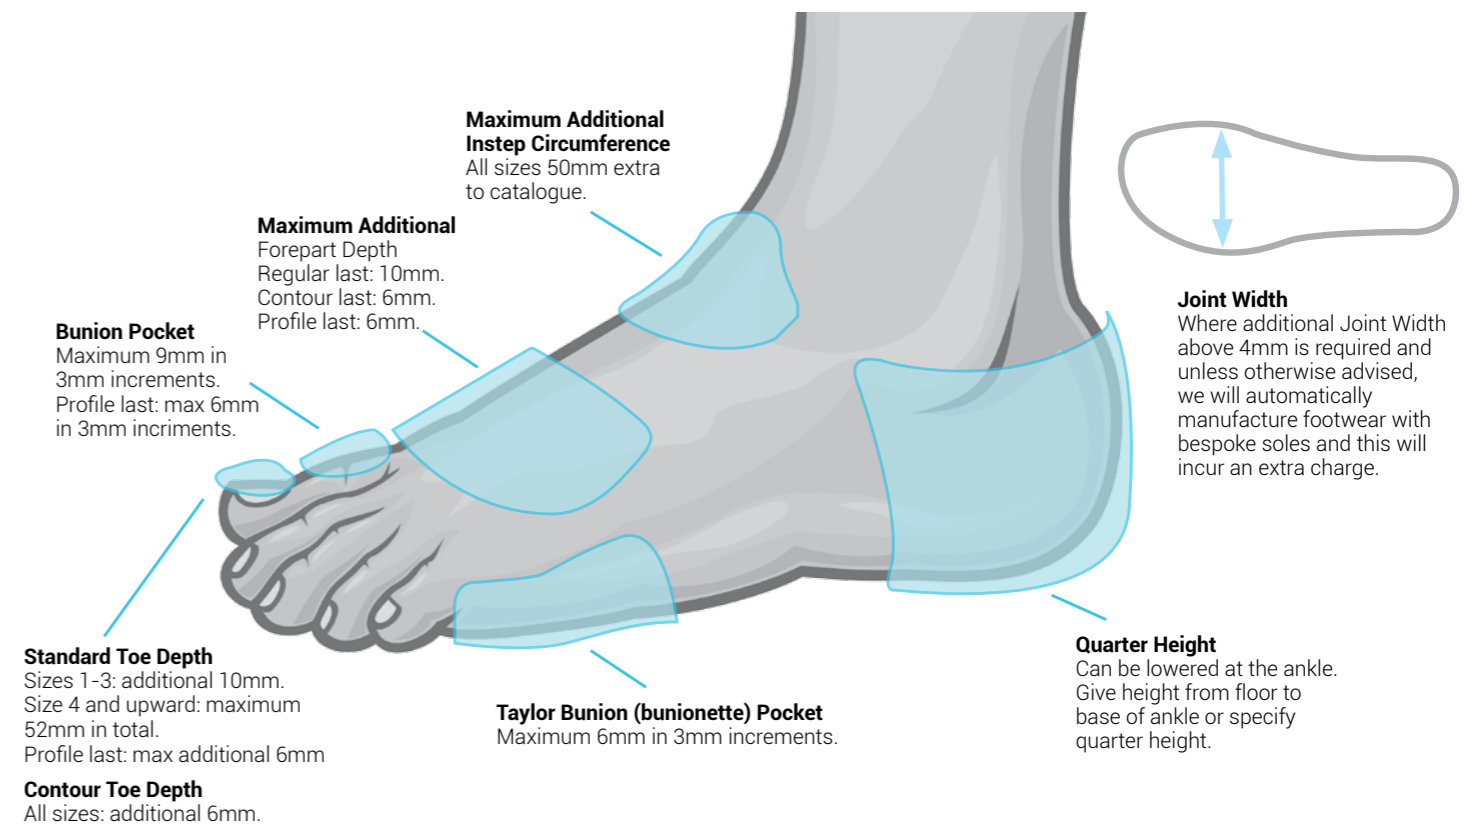 Maximum Additional
Instep Circumference
All sizes 50mm extra
to catalogue.
Maximum Additional
Forepart Depth
Regular last: 10mm.
Contour last: 6mm.
Profile last: 6mm.
Bunion Pocket
Maximum 9mm in
3mm increments.
Profile last: max 6mm
in 3mm incriments.
Joint Width
Where additional Joint Width
above 4mm is required and
unless otherwise advised,
we will automatically
manufacture footwear with
bespoke soles and this will
incur an extra charge.
Standard Toe Depth
Sizes 1-3: additional 10mm.
Size 4 and upward: maximum
52mm in total.
Profile last: max additional 6mm
Contour Toe Depth
All sizes: additional 6mm.
Taylor Bunion (bunionette) Pocket
Maximum 6mm in 3mm increments.
Quarter Height
Can be lowered at the ankle.
Give height from floor to
base of ankle or specify
quarter height.